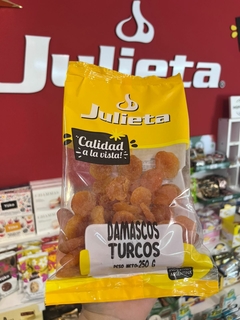 Julieta
Julieta
Calidad
a la vista!
DAMASCOS
TURCOS
PESO NETO: 250 G